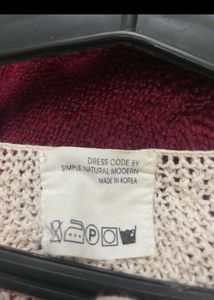 DRESS CODE BY
SIMPLE NATURAL MODERN
MADE IN KOREA
P